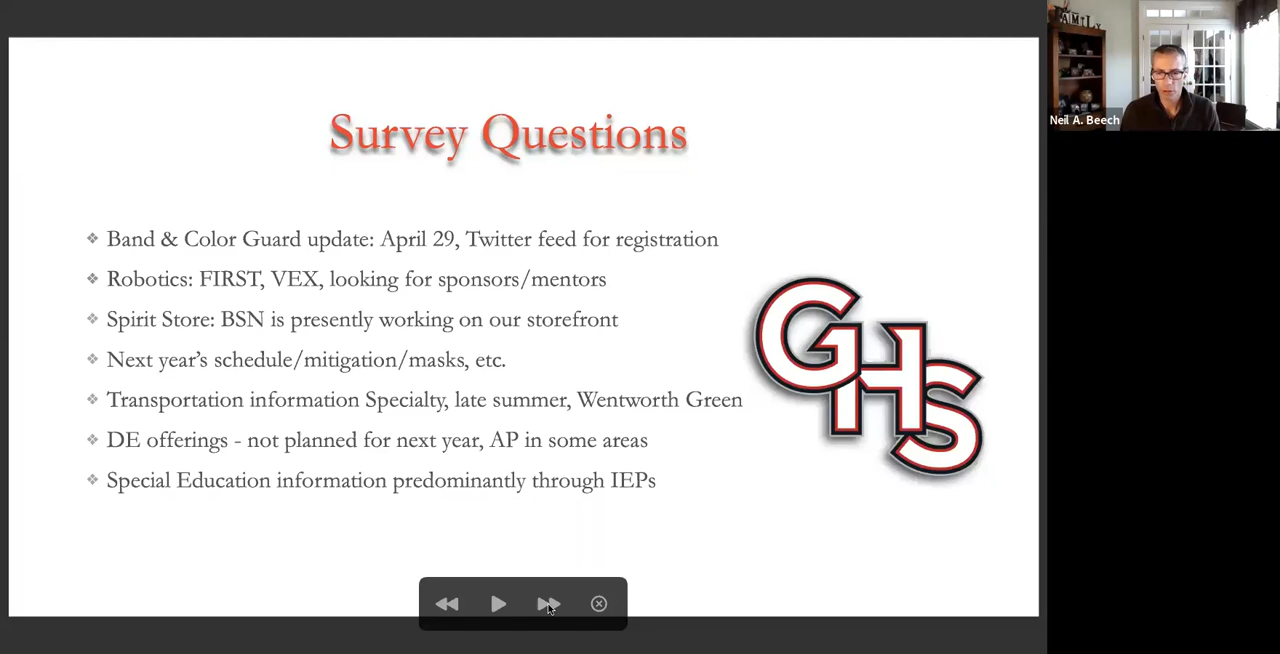 FAMILY
Neil A. Beech
Survey Questions
Band & Color Guard update: April 29, Twitter feed for registration
Robotics: FIRST, VEX, looking for sponsors/mentors
Spirit Store: BSN is presently working on our storefront
Next year’s schedule/mitigation/masks, etc.
Transportation information Specialty, late summer, Wentworth Green
DE offerings - not planned for next year, AP in some areas
Special Education information predominantly through IEPs
GHS